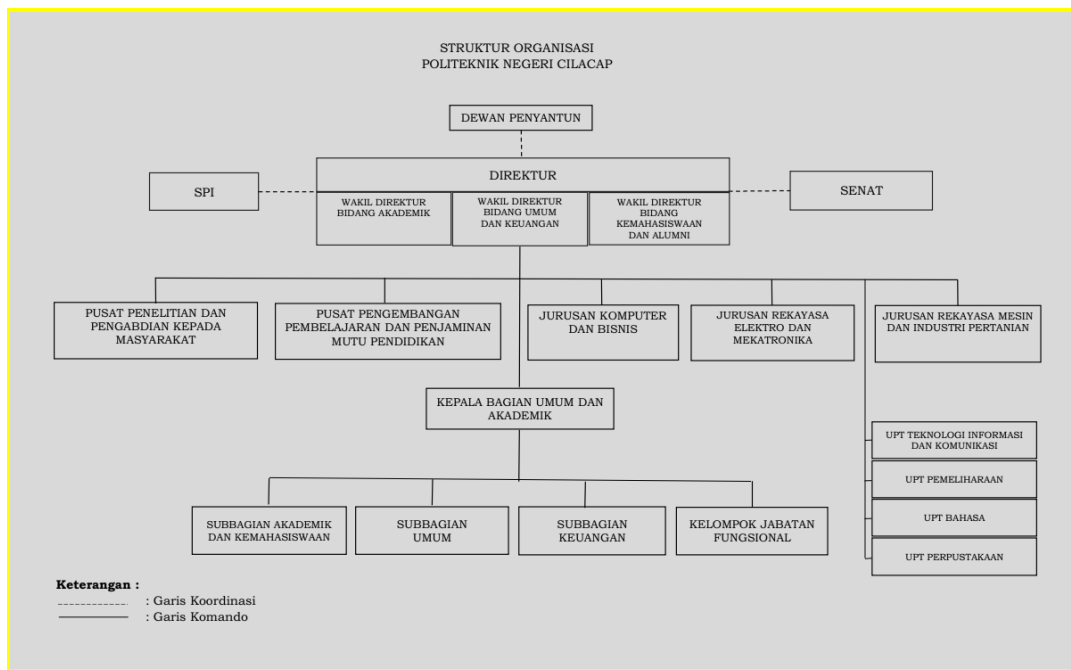 STRUKTUR ORGANISASI
POLITEKNIK NEGERI CILACAP
DEWAN PENYANTUN
DIREKTUR
SPI
SENAT
WAKIL DIREKTUR
BIDANG AKADEMIK
WAKIL DIREKTUR
BIDANG UMUM
DAN KEUANGAN
WAKIL DIREKTUR
BIDANG
KEMAHASISWAAN
DAN ALUMNI
PUSAT PENELITIAN DAN
PENGABDIAN KEPADA
MASYARAKAT
PUSAT PENGEMBANGAN
PEMBELAJARAN DAN PENJAMINAN
MUTU PENDIDIKAN
JURUSAN KOMPUTER
DAN BISNIS
JURUSAN REKAYASA
ELEKTRO DAN
MEKATRONIKA
JURUSAN REKAYASA MESIN
DAN INDUSTRI PERTANIAN
KEPALA BAGIAN UMUM DAN
AKADEMIK
UPT TEKNOLOGI INFORMASI
DAN KOMUNIKASI
UPT PEMELIHARAAN
UPT BAHASA
UPT PERPUSTAKAAN
SUBBAGIAN AKADEMIK
DAN KEMAHASISWAAN
SUBBAGIAN
UMUM
SUBBAGIAN
KEUANGAN
KELOMPOK JABATAN
FUNGSIONAL
Keterangan :
: Garis Koordinasi
: Garis Komando